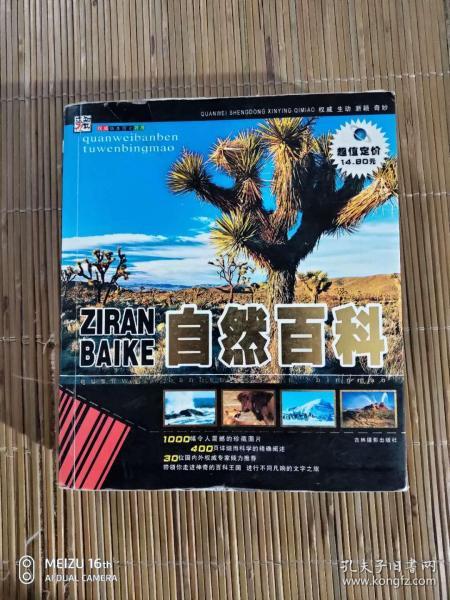 QUANWEI SHENGDONG XINYING QIMIAO 权威 生动 新颖 奇妙
quanweibanben
tuwenbingmao
超值定价
14.80元
ZIRAN
BAIKE
自然百科
1000幅令人震撼的珍藏图片
400页详细而科学的精确阐述
30位国内外权威专家倾力推荐
带领你走进神奇的百科王国 进行不同凡响的文字之旅
吉林摄影出版社
MEIZU 16th
AI DUAL CAMERA
孔夫子旧书网
www.kongfz.com